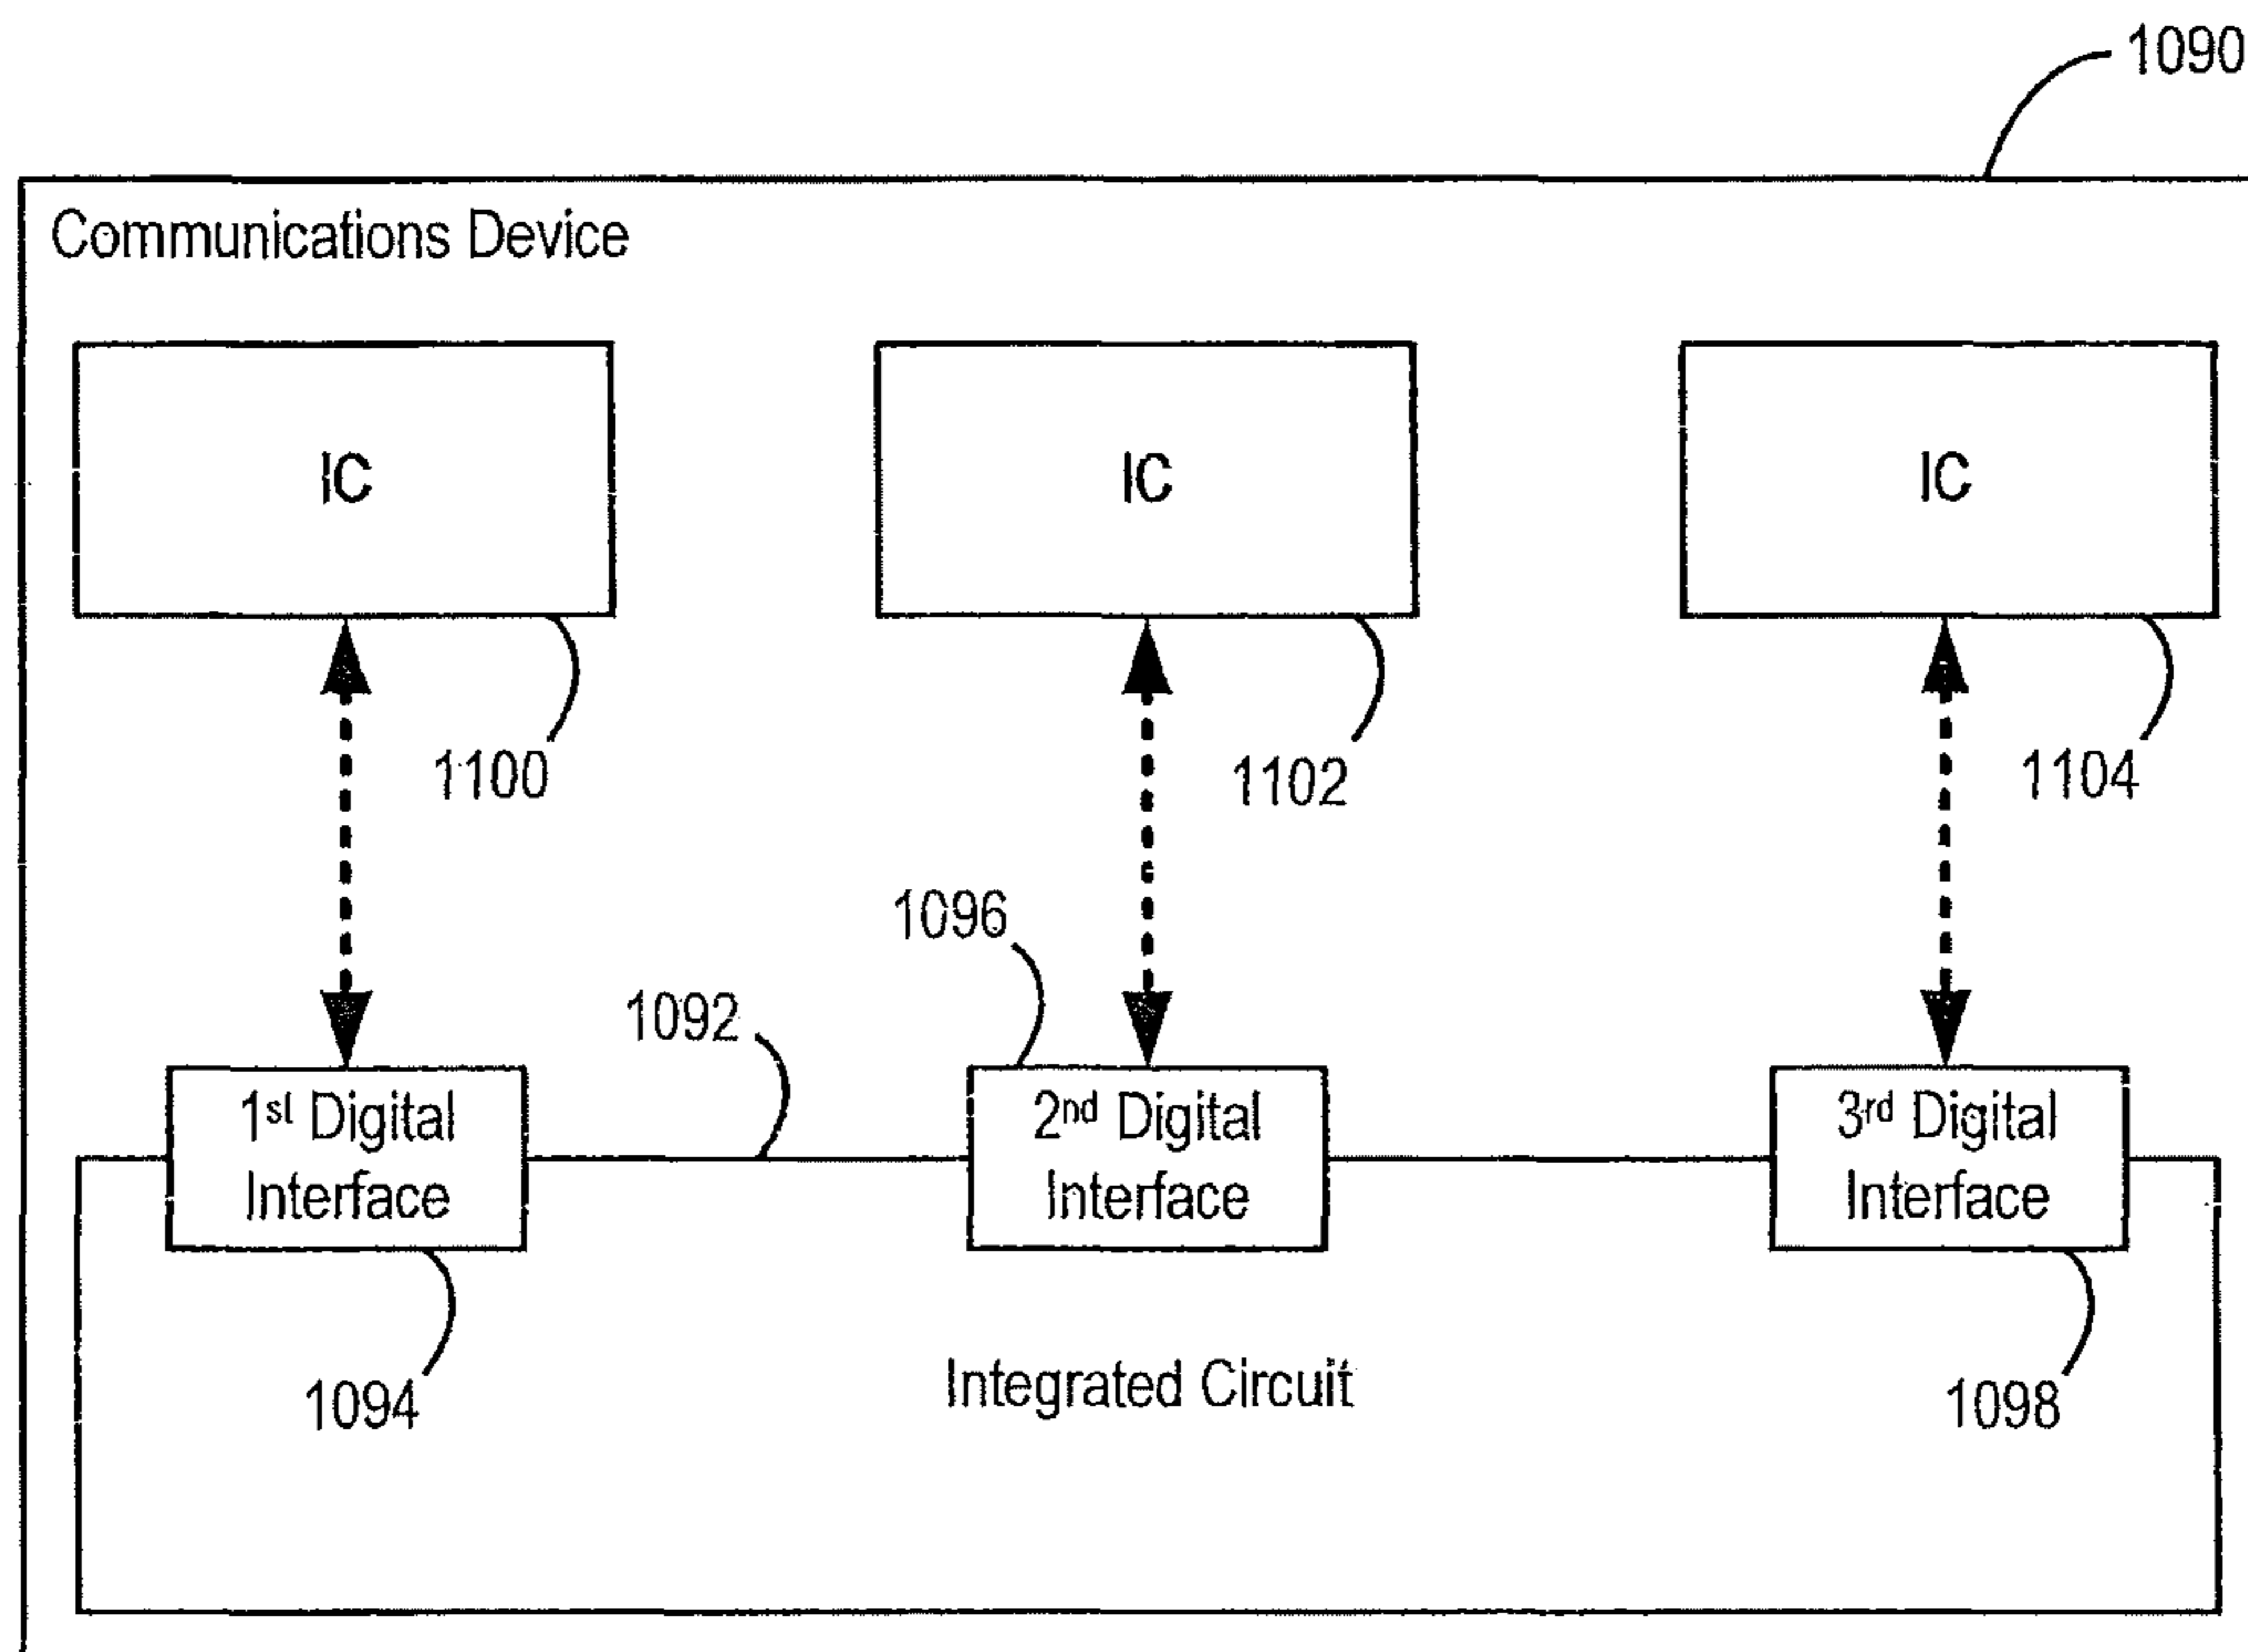 1090
Communications Device
IC
IC
IC
1100
1102
1104
1096
1092
1st Digital
Interface
2nd Digital
Interface
3rd Digital
Interface
1094
Integrated Circuit
1098